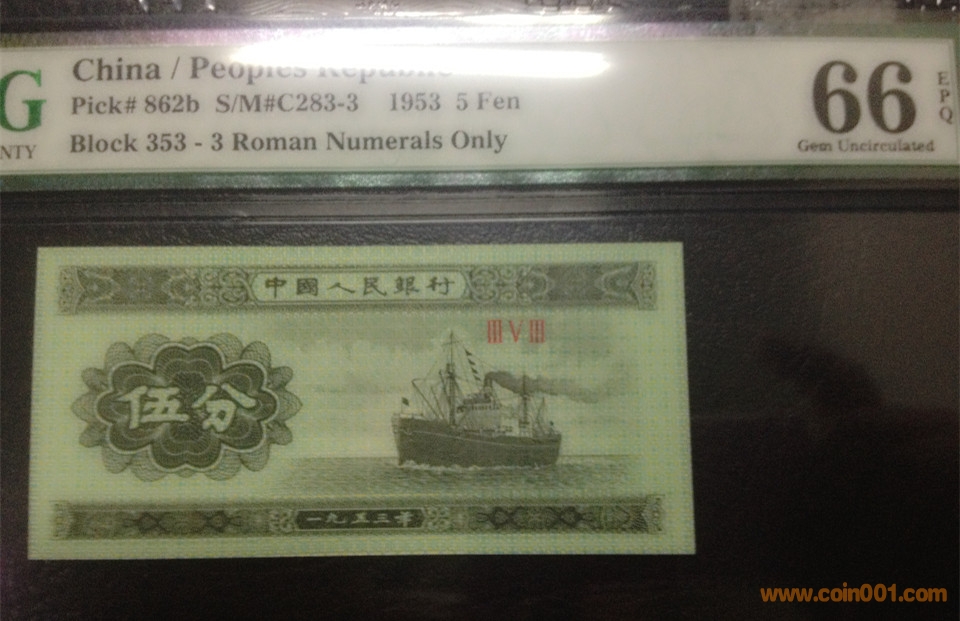 G
NTY
China / Peoples Republic
Pick# 862b S/M#C283-3 1953 5 Fen
Block 353 - 3 Roman Numerals Only
66
EPQ
Gem Uncirculated
中國人民銀行
III V III
伍分
一九五三年
www.coin001.com